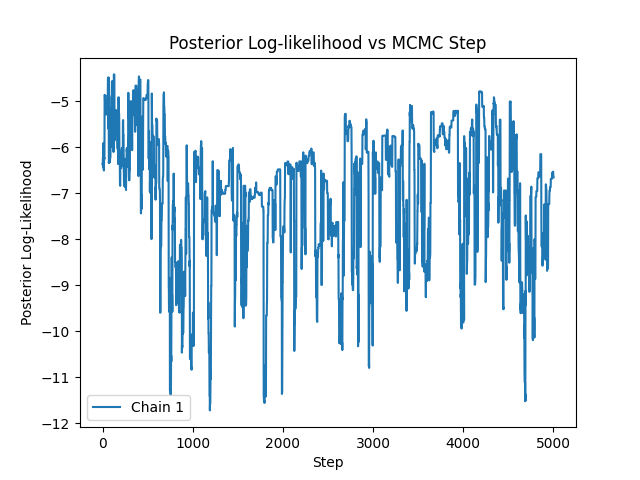 Posterior Log-likelihood vs MCMC Step
Posterior Log-Likelihood
−5
−6
−7
−8
−9
−10
−11
−12
Chain 1
0 1000 2000 3000 4000 5000
Step